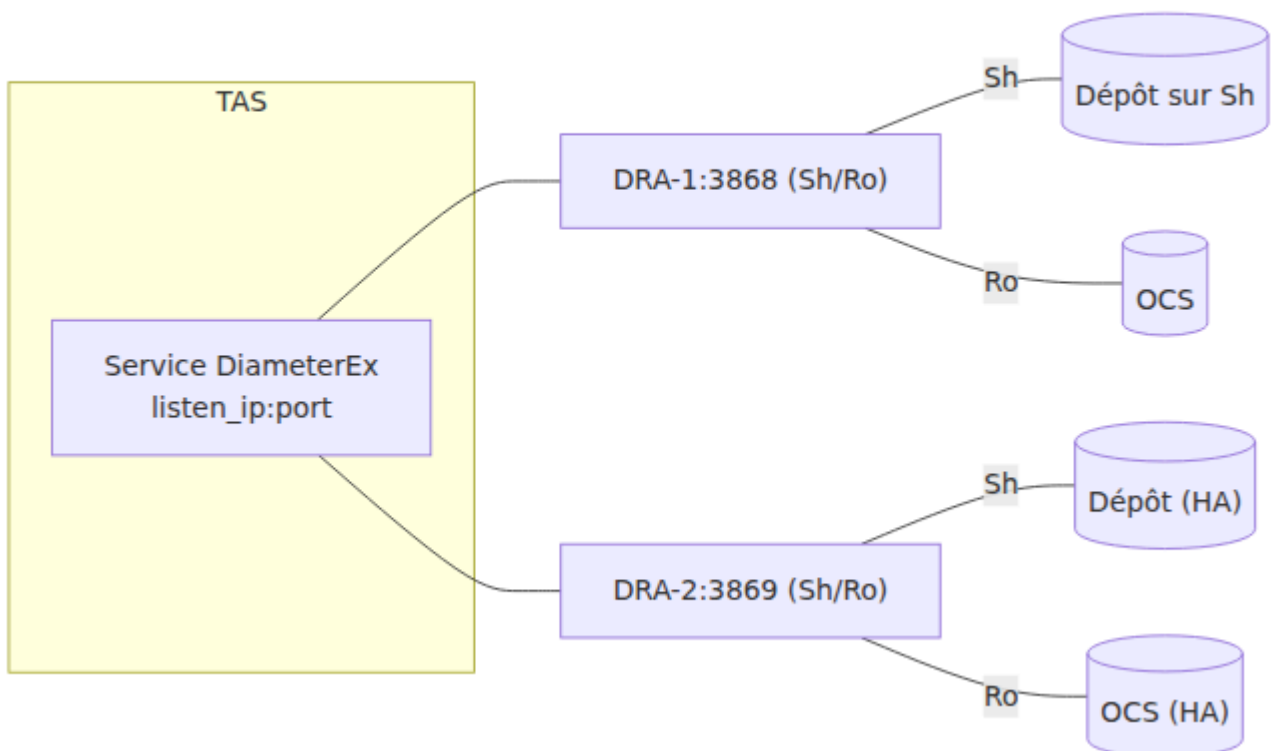 TAS
Service DiameterEx
listen_ip:port
DRA-1:3868 (Sh/Ro)
Sh
Dépôt sur Sh
Ro
OCS
DRA-2:3869 (Sh/Ro)
Sh
Dépôt (HA)
Ro
OCS (HA)